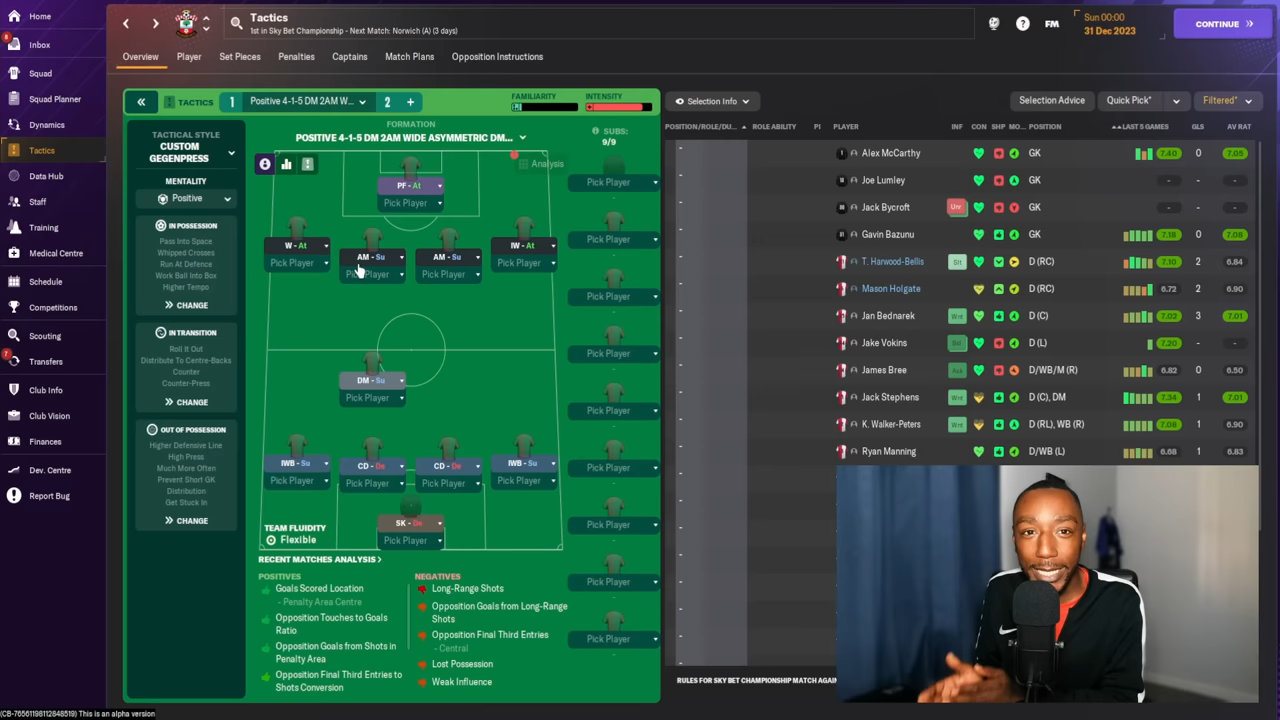 Home
8
Inbox
Squad
Squad Planner
Dynamics
Tactics
Data Hub
Staff
Training
Medical Centre
Schedule
Competitions
Scouting
7
Transfers
Club Info
Club Vision
Finances
Dev. Centre
Report Bug
Tactics
1st in Sky Bet Championship - Next Match: Norwich (A) (3 days)
FM
Sun 00:00
31 Dec 2023
CONTINUE
Overview
Player
Set Pieces
Penalties
Captains
Match Plans
Opposition Instructions
TACTICS
1
Positive 4-1-5 DM 2AM W...
2
+
FAMILIARITY
INTENSITY
TACTICAL STYLE
CUSTOM
GEGENPRESS
MENTALITY
Positive
IN POSSESSION
Pass Into Space
Whipped Crosses
Run At Defence
Work Ball Into Box
Higher Tempo
CHANGE
IN TRANSITION
Roll It Out
Distribute To Centre-Backs
Counter
Counter-Press
CHANGE
OUT OF POSSESSION
Higher Defensive Line
High Press
Much More Often
Prevent Short GK
Distribution
Get Stuck In
CHANGE
FORMATION
POSITIVE 4-1-5 DM 2AM WIDE ASYMMETRIC DM...
Analysis
PF - At
Pick Player
W - At
Pick Player
AM - Su
Pick Player
AM - Su
Pick Player
IW - At
Pick Player
DM - Su
Pick Player
IWB - Su
Pick Player
CD - De
Pick Player
CD - De
Pick Player
IWB - Su
Pick Player
SK - De
Pick Player
TEAM FLUIDITY
Flexible
SUBS:
9/9
Pick Player
Pick Player
Pick Player
Pick Player
Pick Player
Pick Player
Pick Player
Pick Player
Pick Player
RECENT MATCHES ANALYSIS
POSITIVES
Goals Scored Location
- Penalty Area Centre
Opposition Touches to Goals
Ratio
Opposition Goals from Shots in
Penalty Area
Opposition Final Third Entries to
Shots Conversion
NEGATIVES
Long-Range Shots
Opposition Goals from Long-Range
Shots
Opposition Final Third Entries
- Central
Lost Possession
Weak Influence
Selection Info
Selection Advice
Quick Pick*
Filtered*
POSITION/ROLE/DU... ROLE ABILITY PI PLAYER INF CON SHP MO... POSITION LAST 5 GAMES GLS AV RAT
Alex McCarthy GK 7.40 0 7.05
Joe Lumley GK - -
Jack Bycroft Unr GK - -
Gavin Bazunu GK 7.18 0 7.08
T. Harwood-Bellis D (RC) 7.10 2 6.84
Mason Holgate D (RC) 6.72 2 6.90
Jan Bednarek Wnt D (C) 7.02 3 7.01
Jake Vokins D (L) 7.20 - -
James Bree D/WB/M (R) 6.82 0 6.50
Jack Stephens Wnt D (C), DM 7.34 1 7.01
K. Walker-Peters Wnt D (RL), WB (R) 7.08 1 6.90
Ryan Manning D/WB (L) 6.68 1 6.83
RULES FOR SKY BET CHAMPIONSHIP MATCH AGAIN
(CB-76561198112848519) This is an alpha version